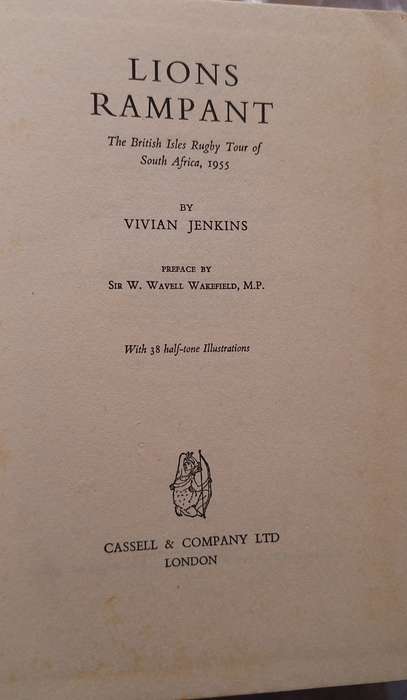 LIONS
RAMPANT
The British Isles Rugby Tour of
South Africa, 1955
BY
VIVIAN JENKINS
PREFACE BY
SIR W. WAVELL WAKEFIELD, M.P.
With 38 half-tone Illustrations
CASSELL & COMPANY LTD
LONDON